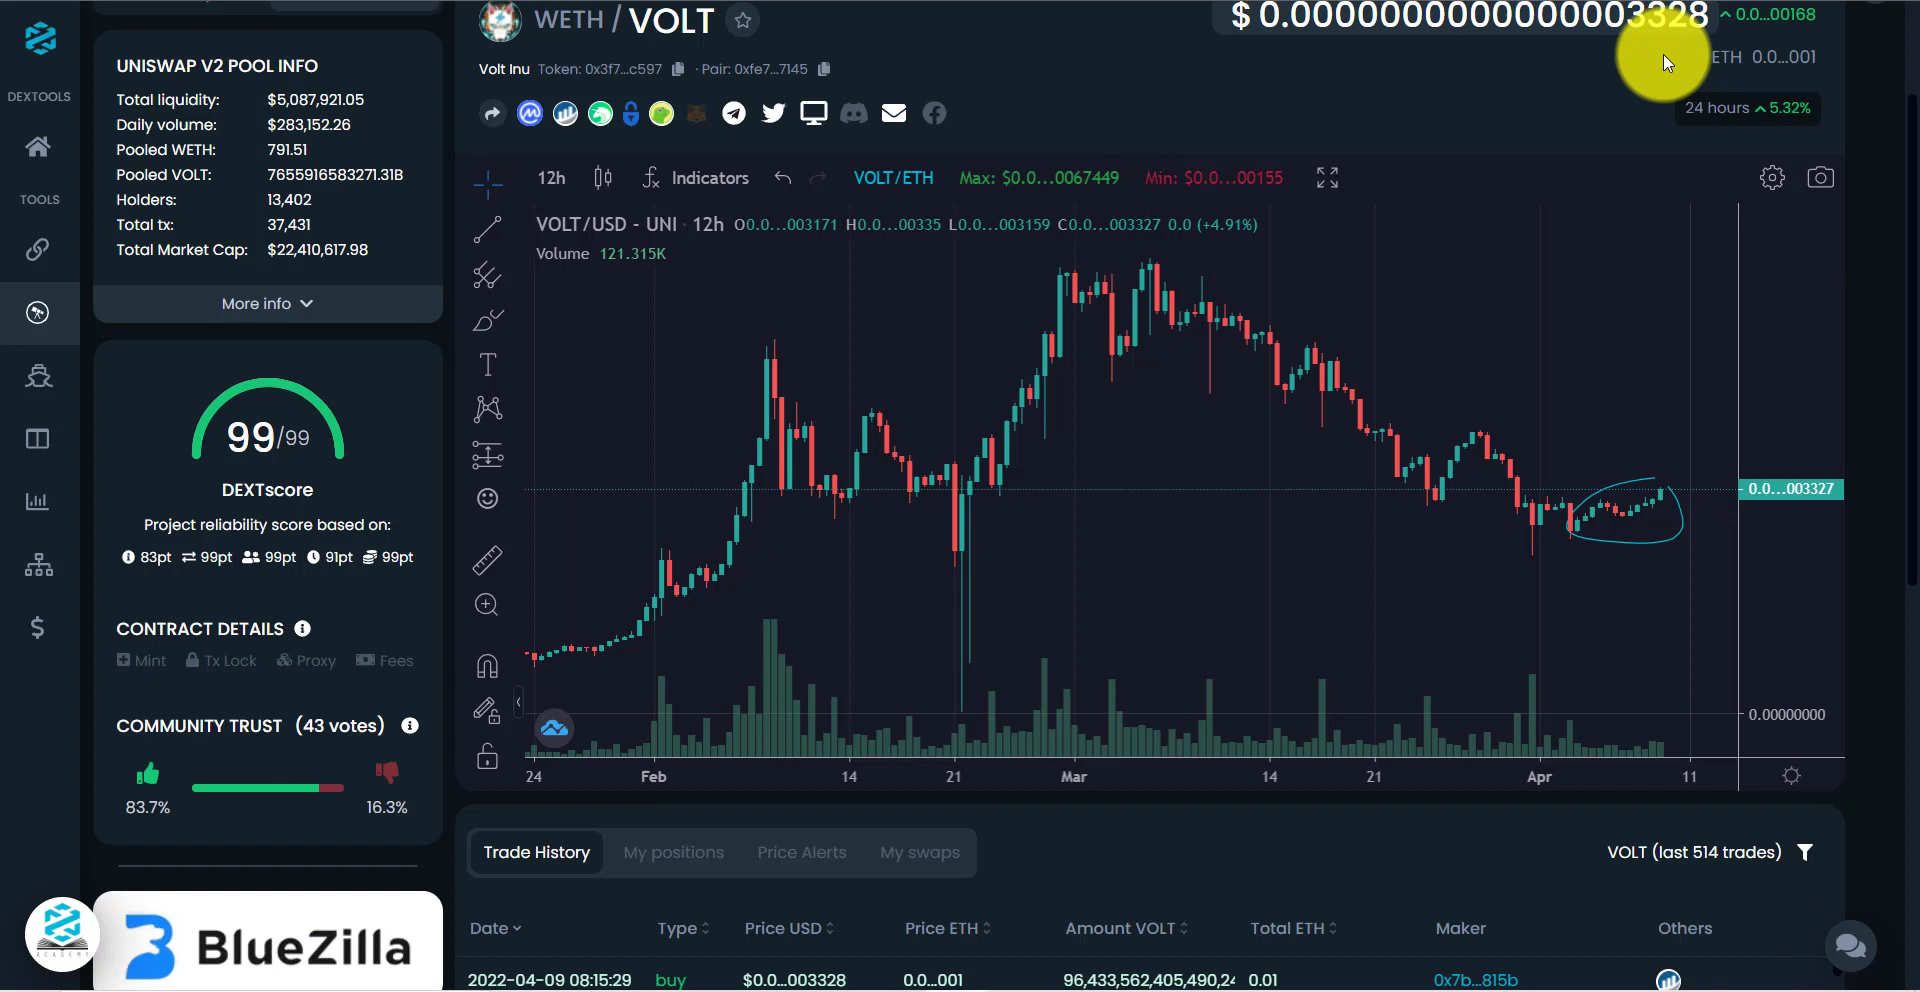 WETH / VOLT
$ 0.0000000000000003328 0.0...00168
ETH 0.0...001
24 hours 5.32%
Volt Inu Token: 0x3f7...c597 · Pair: 0xfe7...7145
DEXTOOLS
TOOLS
UNISWAP V2 POOL INFO
Total liquidity: $5,087,921.05
Daily volume: $283,152.26
Pooled WETH: 791.51
Pooled VOLT: 7655916583271.31B
Holders: 13,402
Total tx: 37,431
Total Market Cap: $22,410,617.98
More info
99/99
DEXTscore
Project reliability score based on:
83pt 99pt 99pt 91pt 99pt
CONTRACT DETAILS
Mint Tx Lock Proxy Fees
COMMUNITY TRUST (43 votes)
83.7% 16.3%
BlueZilla
ACADEMY
12h Indicators VOLT/ETH Max: $0.0...0067449 Min: $0.0...00155
VOLT/USD - UNI 12h O0.0...003171 H0.0...00335 L0.0...003159 C0.0...003327 0.0 (+4.91%)
Volume 121.315K
0.0...003327
0.00000000
24 Feb 14 21 Mar 14 21 Apr 11
Trade History My positions Price Alerts My swaps
VOLT (last 514 trades)
Date Type Price USD Price ETH Amount VOLT Total ETH Maker Others
2022-04-09 08:15:29 buy $0.0...003328 0.0...001 96,433,562,405,490,24 0.01 0x7b...815b